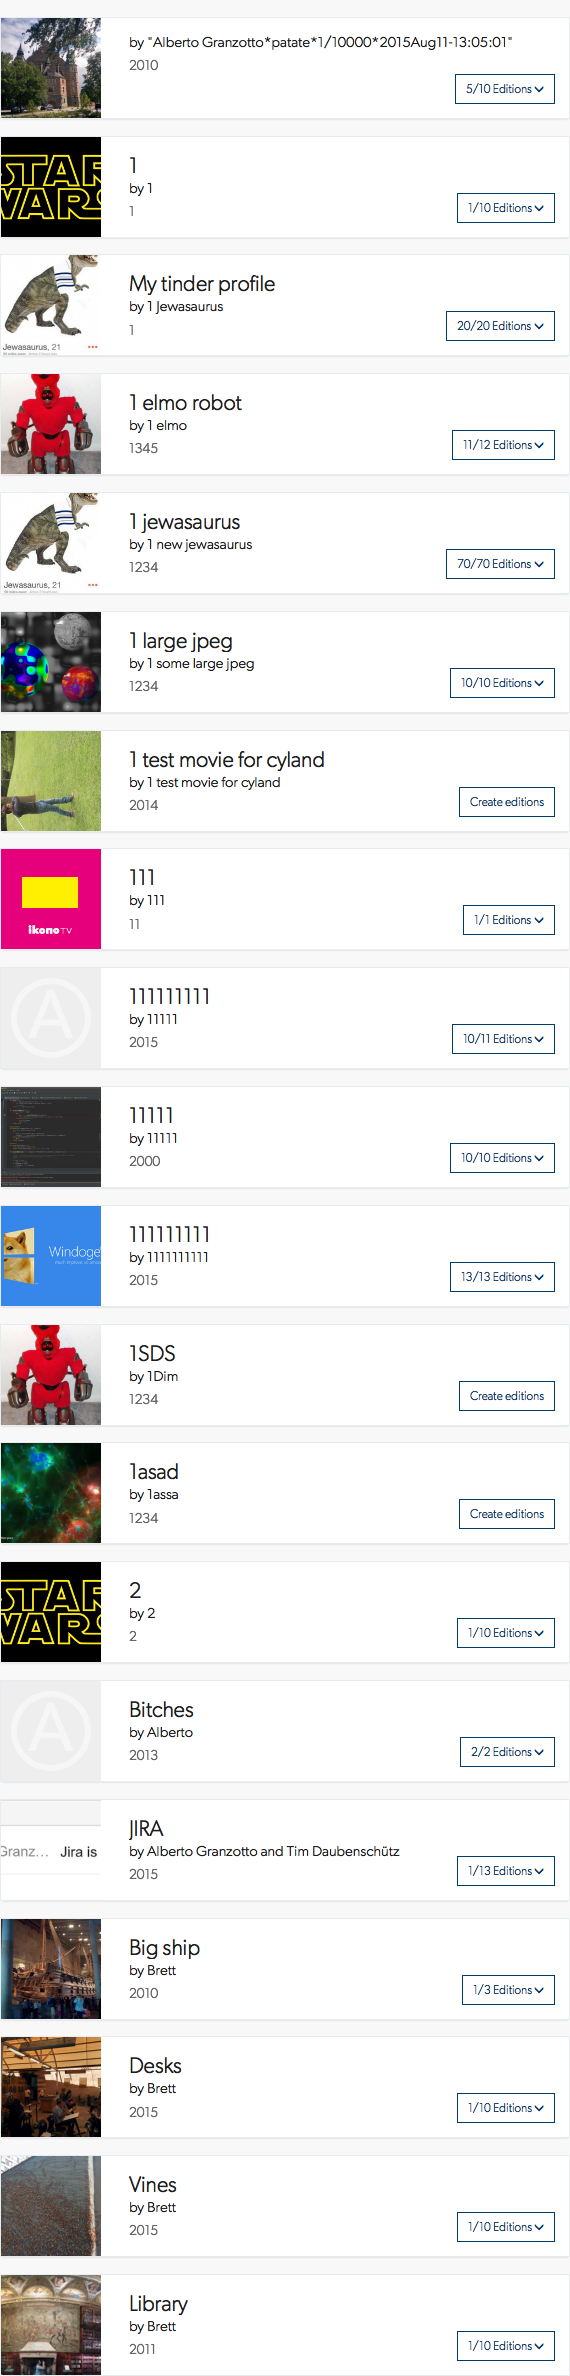 by "Alberto Granzotto*patate*1/10000*2015Aug11-13:05:01"
2010
5/10 Editions
STAR
WARS
1
by 1
1
1/10 Editions
Jewasaurus, 21
My tinder profile
by 1 Jewasaurus
1
20/20 Editions
1 elmo robot
by 1 elmo
1345
11/12 Editions
Jewasaurus, 21
1 jewasaurus
by 1 new jewasaurus
1234
70/70 Editions
1 large jpeg
by 1 some large jpeg
1234
10/10 Editions
1 test movie for cyland
by 1 test movie for cyland
2014
Create editions
ikonoTV
111
by 111
11
1/1 Editions
A
111111111
by 11111
2015
10/11 Editions
11111
by 11111
2000
10/10 Editions
Windoge
111111111
by 1111111111
2015
13/13 Editions
1SDS
by 1Dim
1234
Create editions
1asad
by 1assa
1234
Create editions
STAR
WARS
2
by 2
2
1/10 Editions
A
Bitches
by Alberto
2013
2/2 Editions
Granz... Jira is
JIRA
by Alberto Granzotto and Tim Daubenschütz
2015
1/13 Editions
Big ship
by Brett
2010
1/3 Editions
Desks
by Brett
2015
1/10 Editions
Vines
by Brett
2015
1/10 Editions
Library
by Brett
2011
1/10 Editions